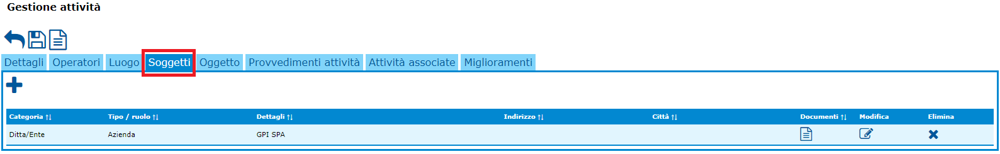 Gestione attività
Dettagli Operatori Luogo Soggetti Oggetto Provvedimenti attività Attività associate Miglioramenti
Categoria ↑↓ Tipo / ruolo ↑↓ Dettagli ↑↓ Indirizzo ↑↓ Città ↑↓ Documenti ↑↓ Modifica Elimina
Ditta/Ente Azienda GPI SPA